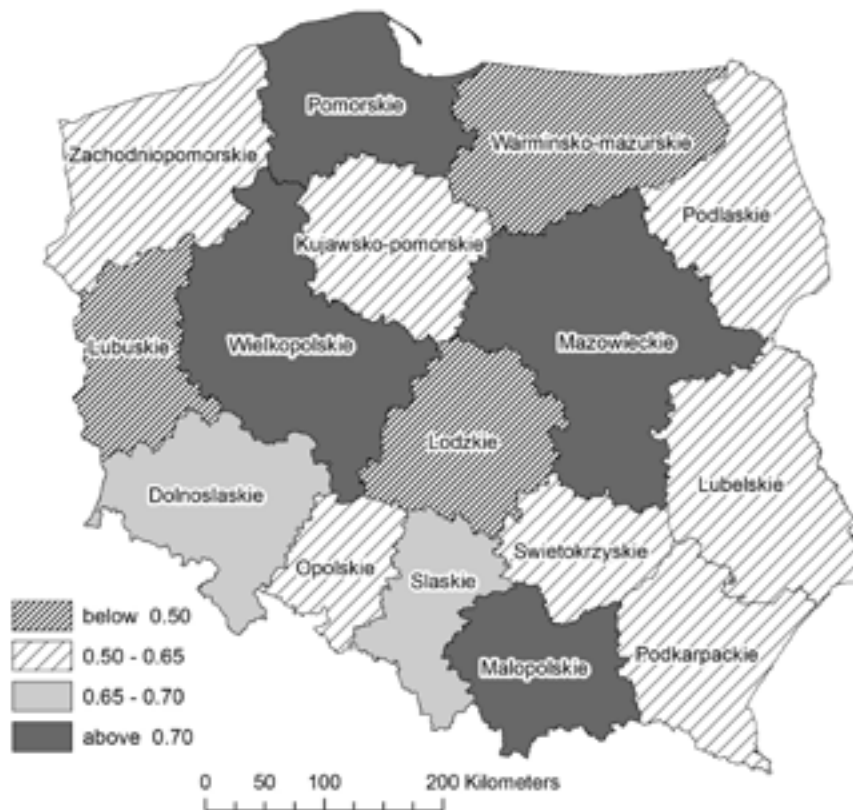 Pomorskie
Warminsko-mazurskie
Zachodniopomorskie
Podlaskie
Kujawsko-pomorskie
Lubuskie
Wielkopolskie
Mazowieckie
Lodzkie
Dolnoslaskie
Lubelskie
Opolskie
Slaskie
Swietokrzyskie
Malopolskie
Podkarpackie
below 0.50
0.50 - 0.65
0.65 - 0.70
above 0.70
0 50 100 200 Kilometers